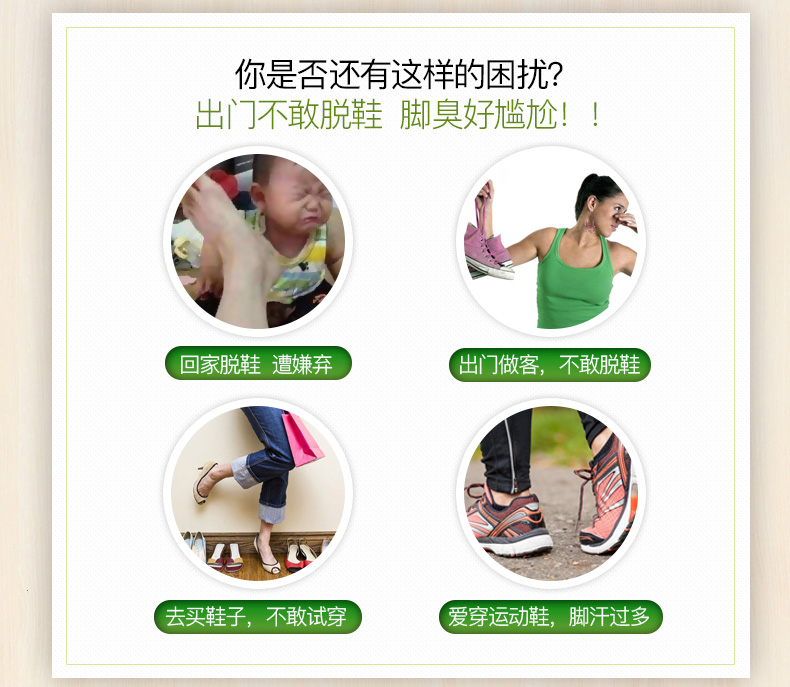 你是否还有这样的困扰？
出门不敢脱鞋 脚臭好尴尬！！
回家脱鞋 遭嫌弃
出门做客，不敢脱鞋
去买鞋子，不敢试穿
爱穿运动鞋，脚汗过多